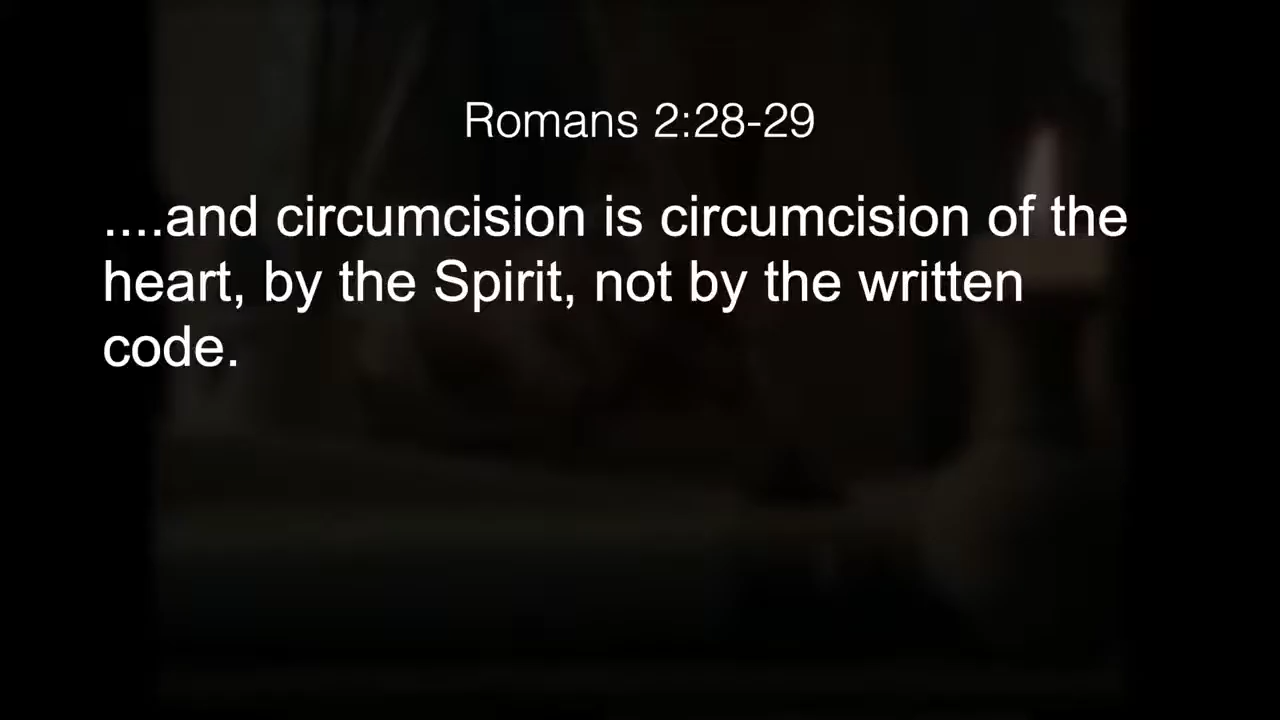 Romans 2:28-29
....and circumcision is circumcision of the
heart, by the Spirit, not by the written
code.